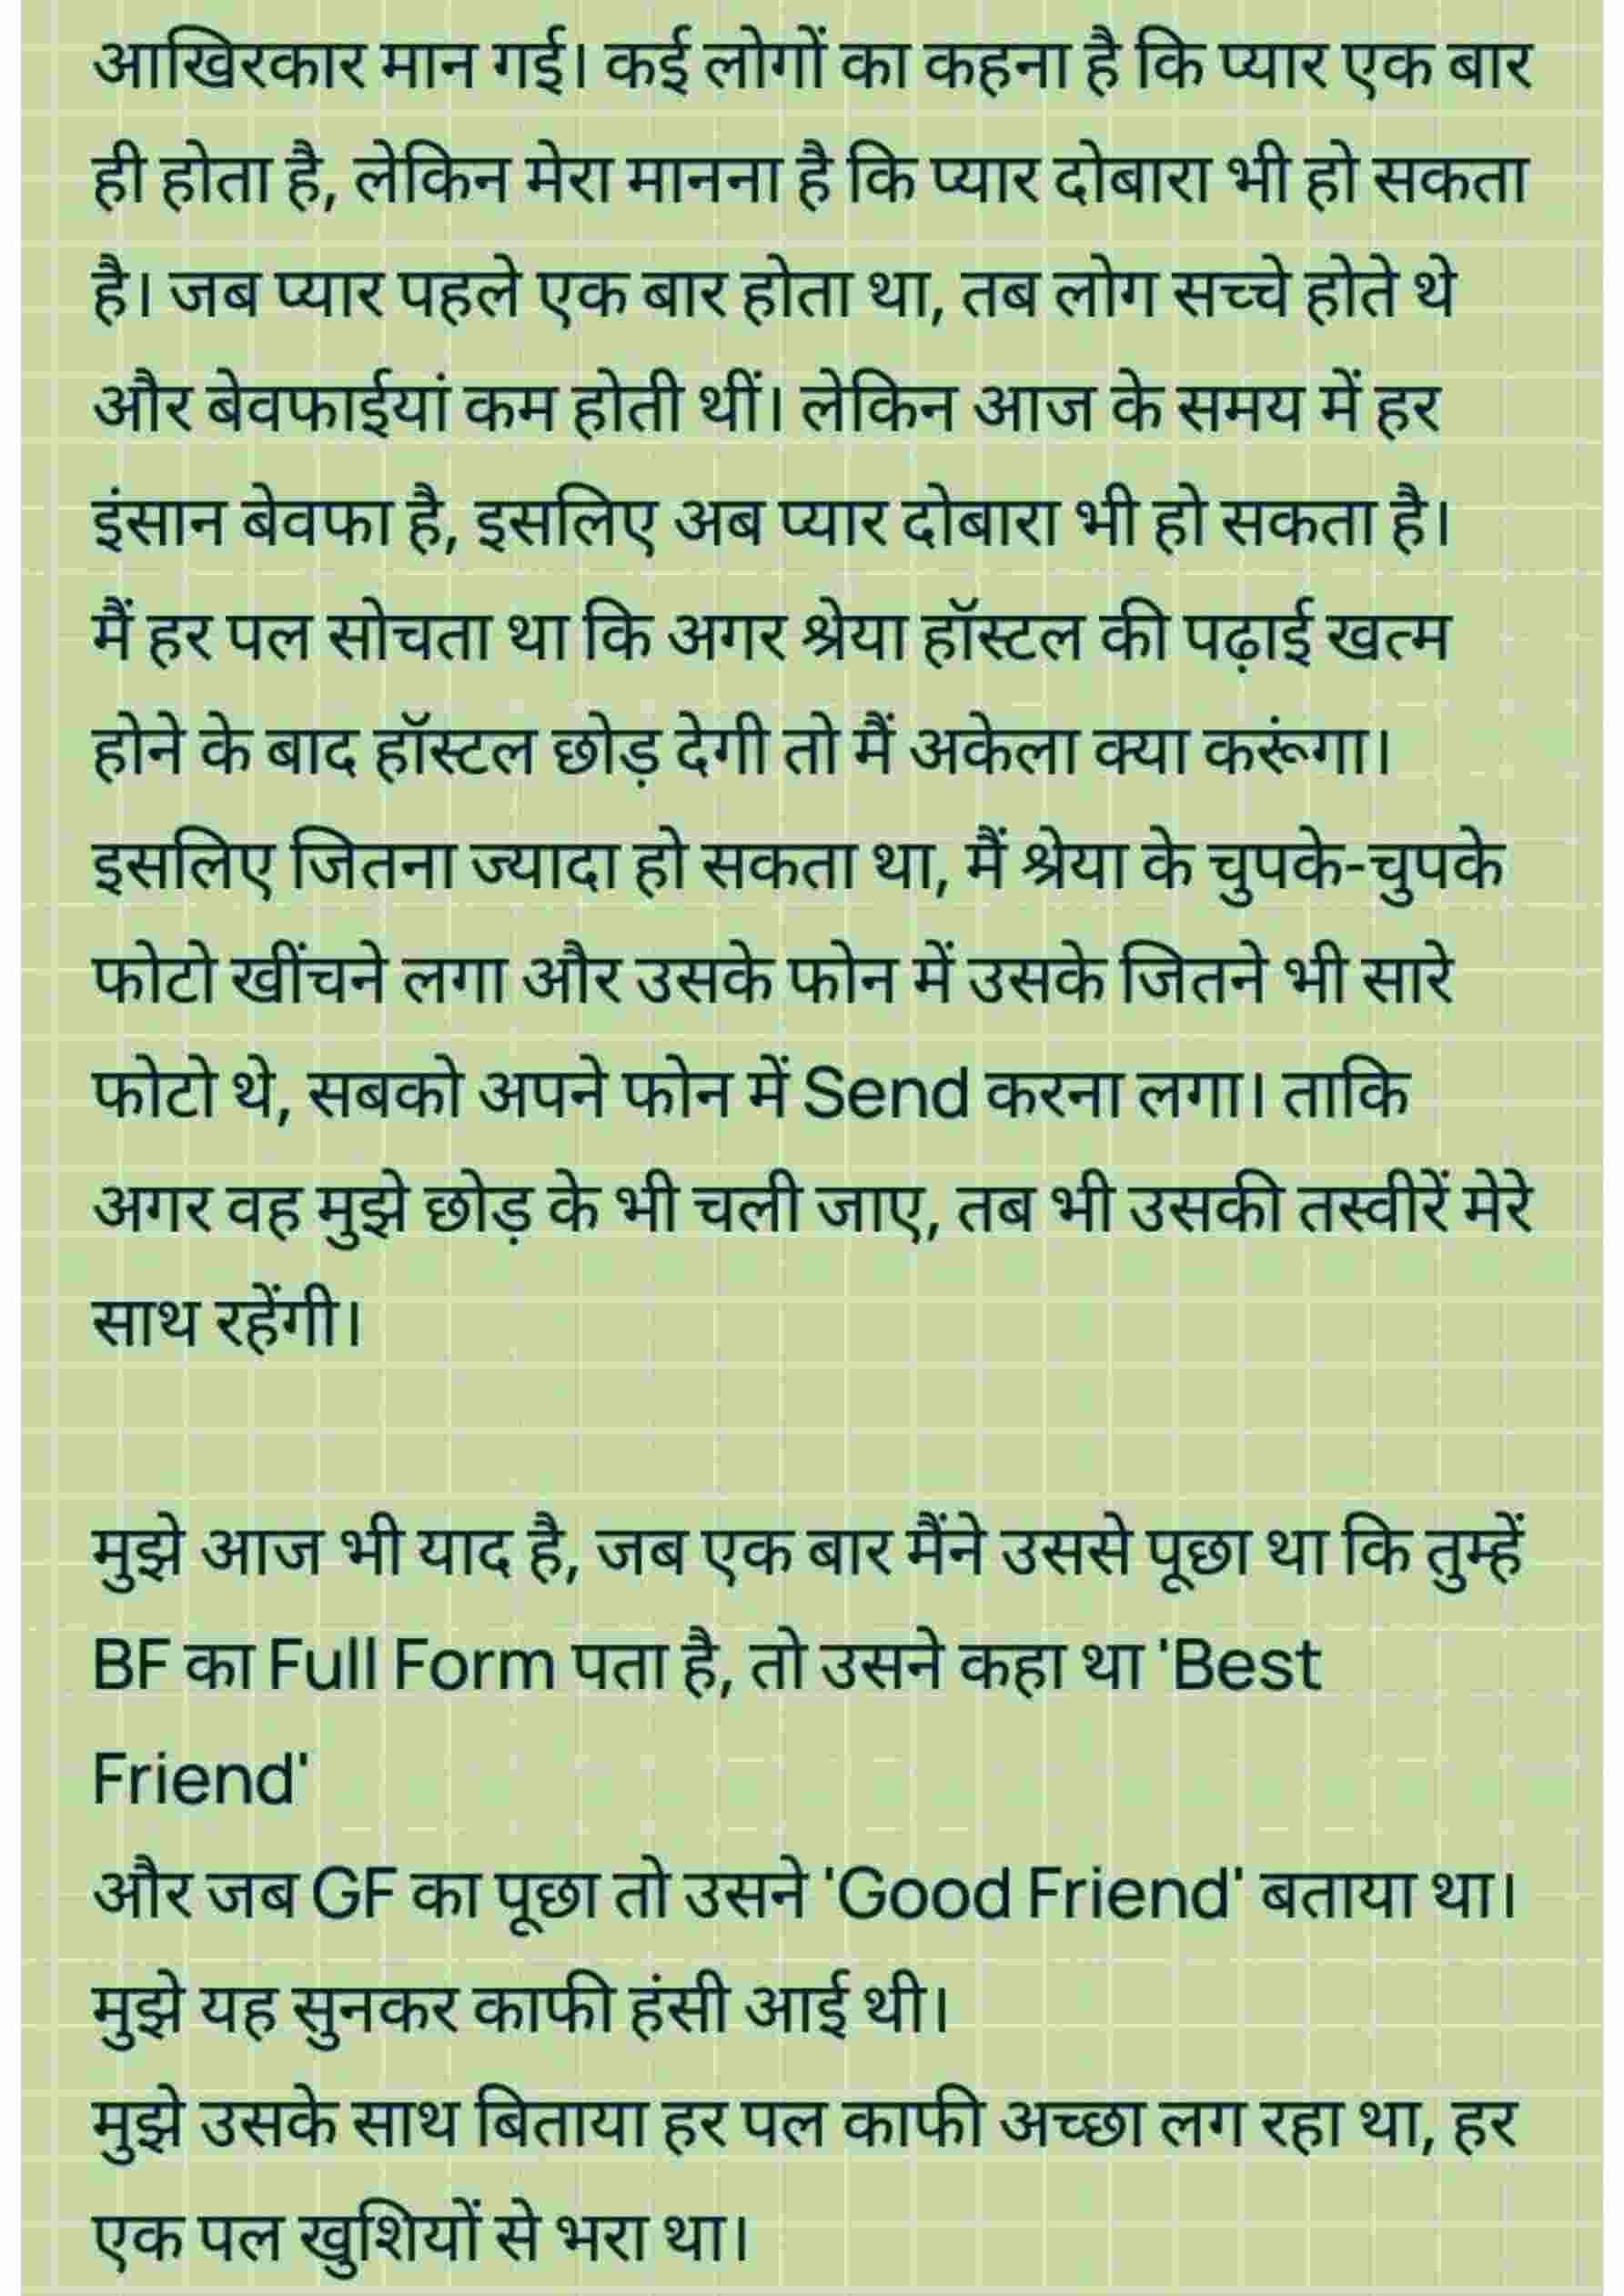 आखिरकार मान गई। कई लोगों का कहना है कि प्यार एक बार
ही होता है, लेकिन मेरा मानना है कि प्यार दोबारा भी हो सकता
है। जब प्यार पहले एक बार होता था, तब लोग सच्चे होते थे
और बेवफाईयां कम होती थीं। लेकिन आज के समय में हर
इंसान बेवफा है, इसलिए अब प्यार दोबारा भी हो सकता है।
मैं हर पल सोचता था कि अगर श्रेया हॉस्टल की पढ़ाई खत्म
होने के बाद हॉस्टल छोड़ देगी तो मैं अकेला क्या करूंगा।
इसलिए जितना ज्यादा हो सकता था, मैं श्रेया के चुपके-चुपके
फोटो खींचने लगा और उसके फोन में उसके जितने भी सारे
फोटो थे, सबको अपने फोन में Send करना लगा। ताकि
अगर वह मुझे छोड़ के भी चली जाए, तब भी उसकी तस्वीरें मेरे
साथ रहेंगी।
मुझे आज भी याद है, जब एक बार मैंने उससे पूछा था कि तुम्हें
BF का Full Form पता है, तो उसने कहा था 'Best
Friend'
और जब GF का पूछा तो उसने 'Good Friend' बताया था।
मुझे यह सुनकर काफी हंसी आई थी।
मुझे उसके साथ बिताया हर पल काफी अच्छा लग रहा था, हर
एक पल खुशियों से भरा था।